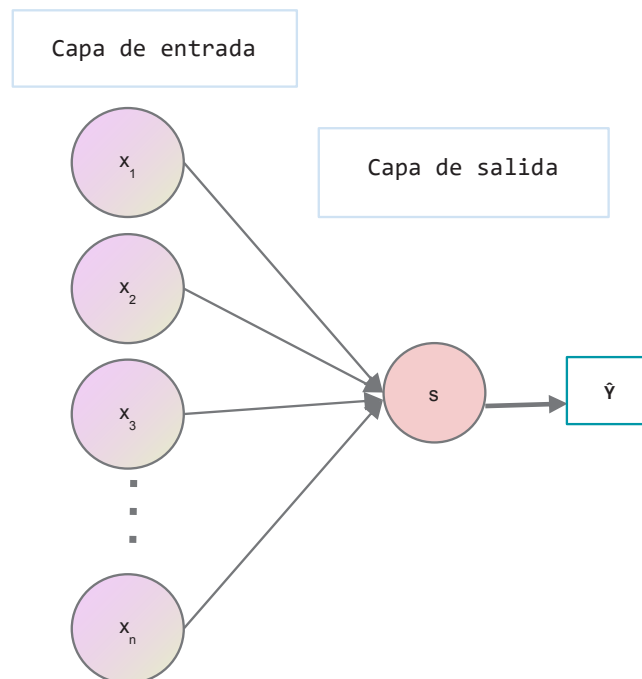 Capa de entrada
x1
Capa de salida
x2
s
Ŷ
x3
xn